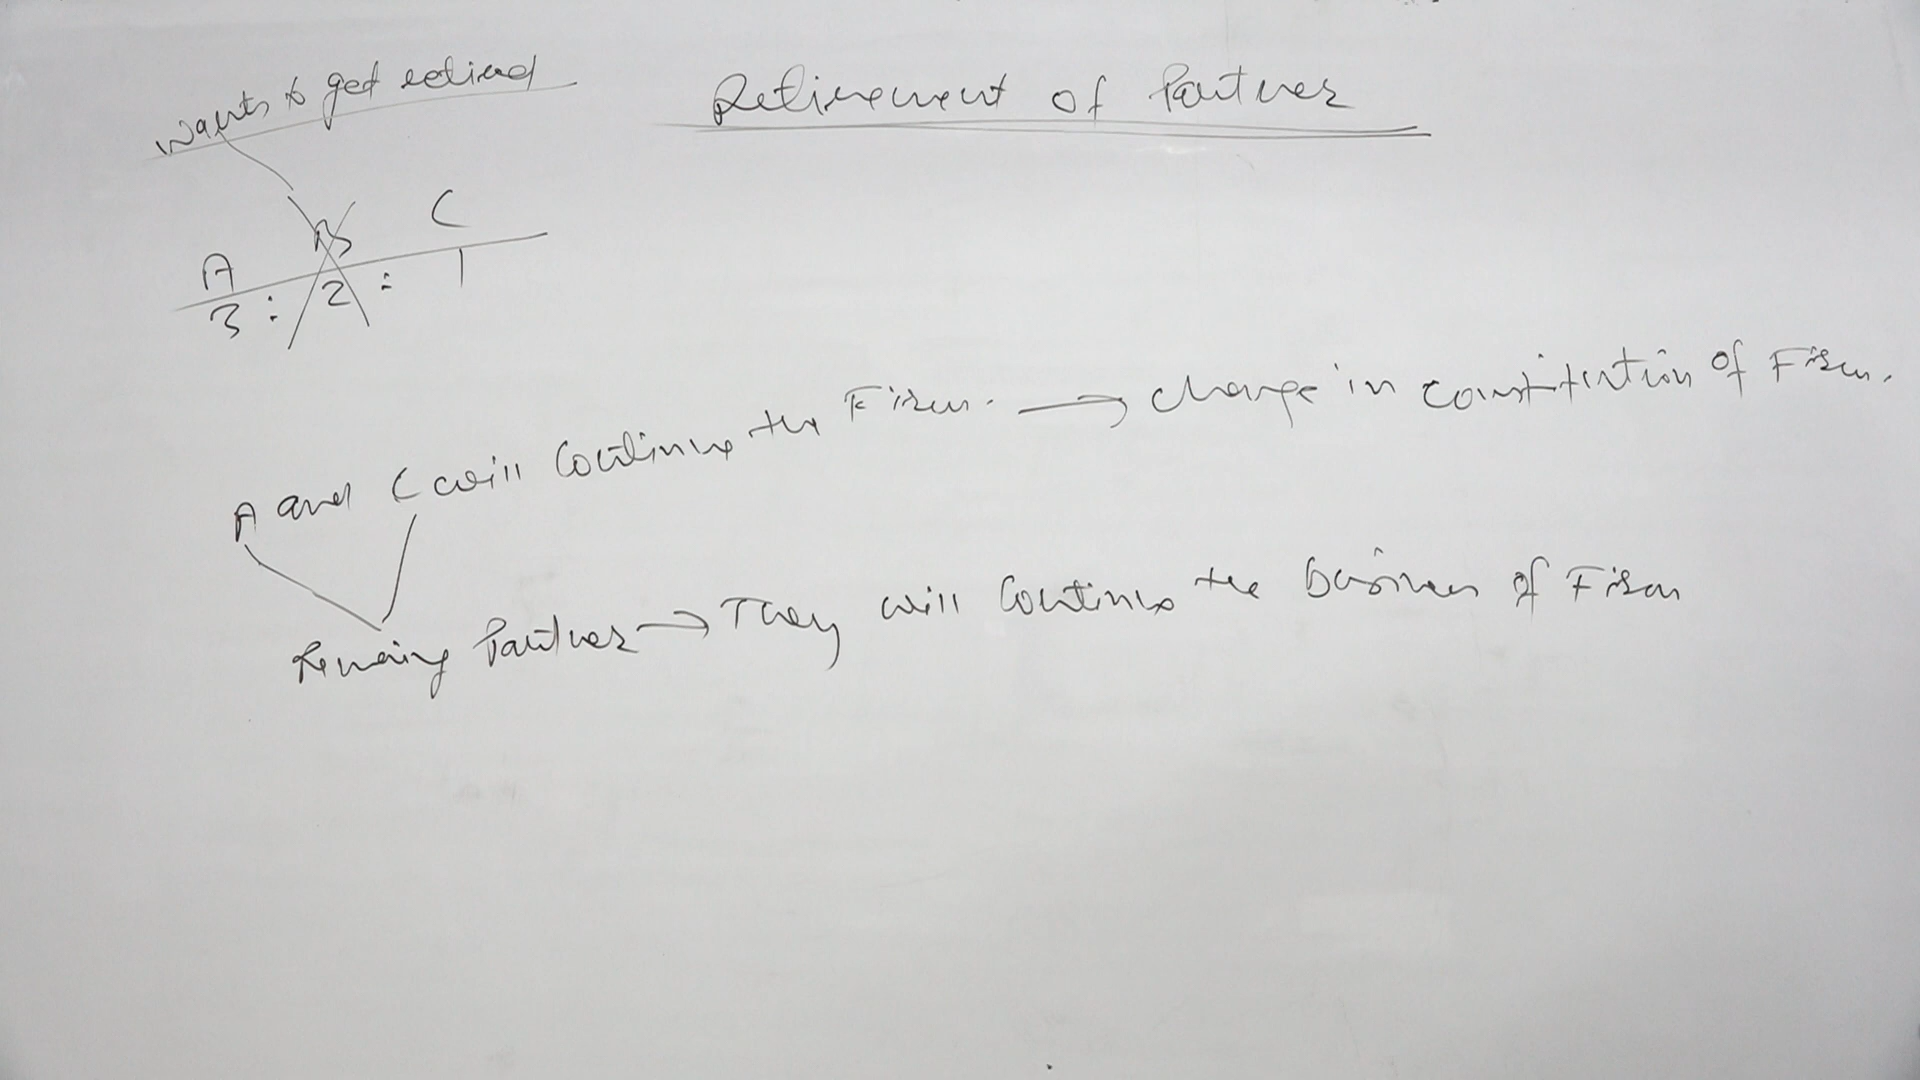 Retirement of Partner
wants to get retired
A B C
3 : 2 : 1
A and C will continue the Firm. → change in constitution of Firm.
Remaing Partner → They will continue the business of Firm